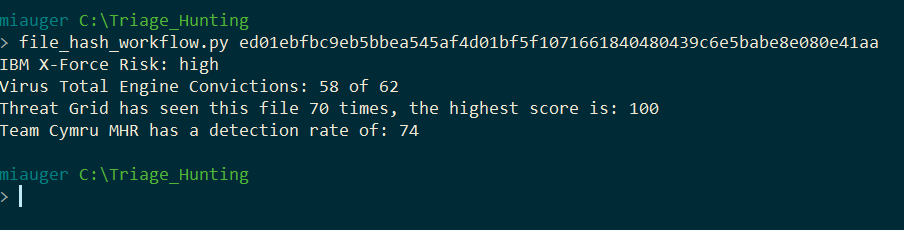 miauger C:\Triage_Hunting
> file_hash_workflow.py ed01ebfbc9eb5bbea545af4d01bf5f1071661840480439c6e5babe8e080e41aa
IBM X-Force Risk: high
Virus Total Engine Convictions: 58 of 62
Threat Grid has seen this file 70 times, the highest score is: 100
Team Cymru MHR has a detection rate of: 74
miauger C:\Triage_Hunting
>